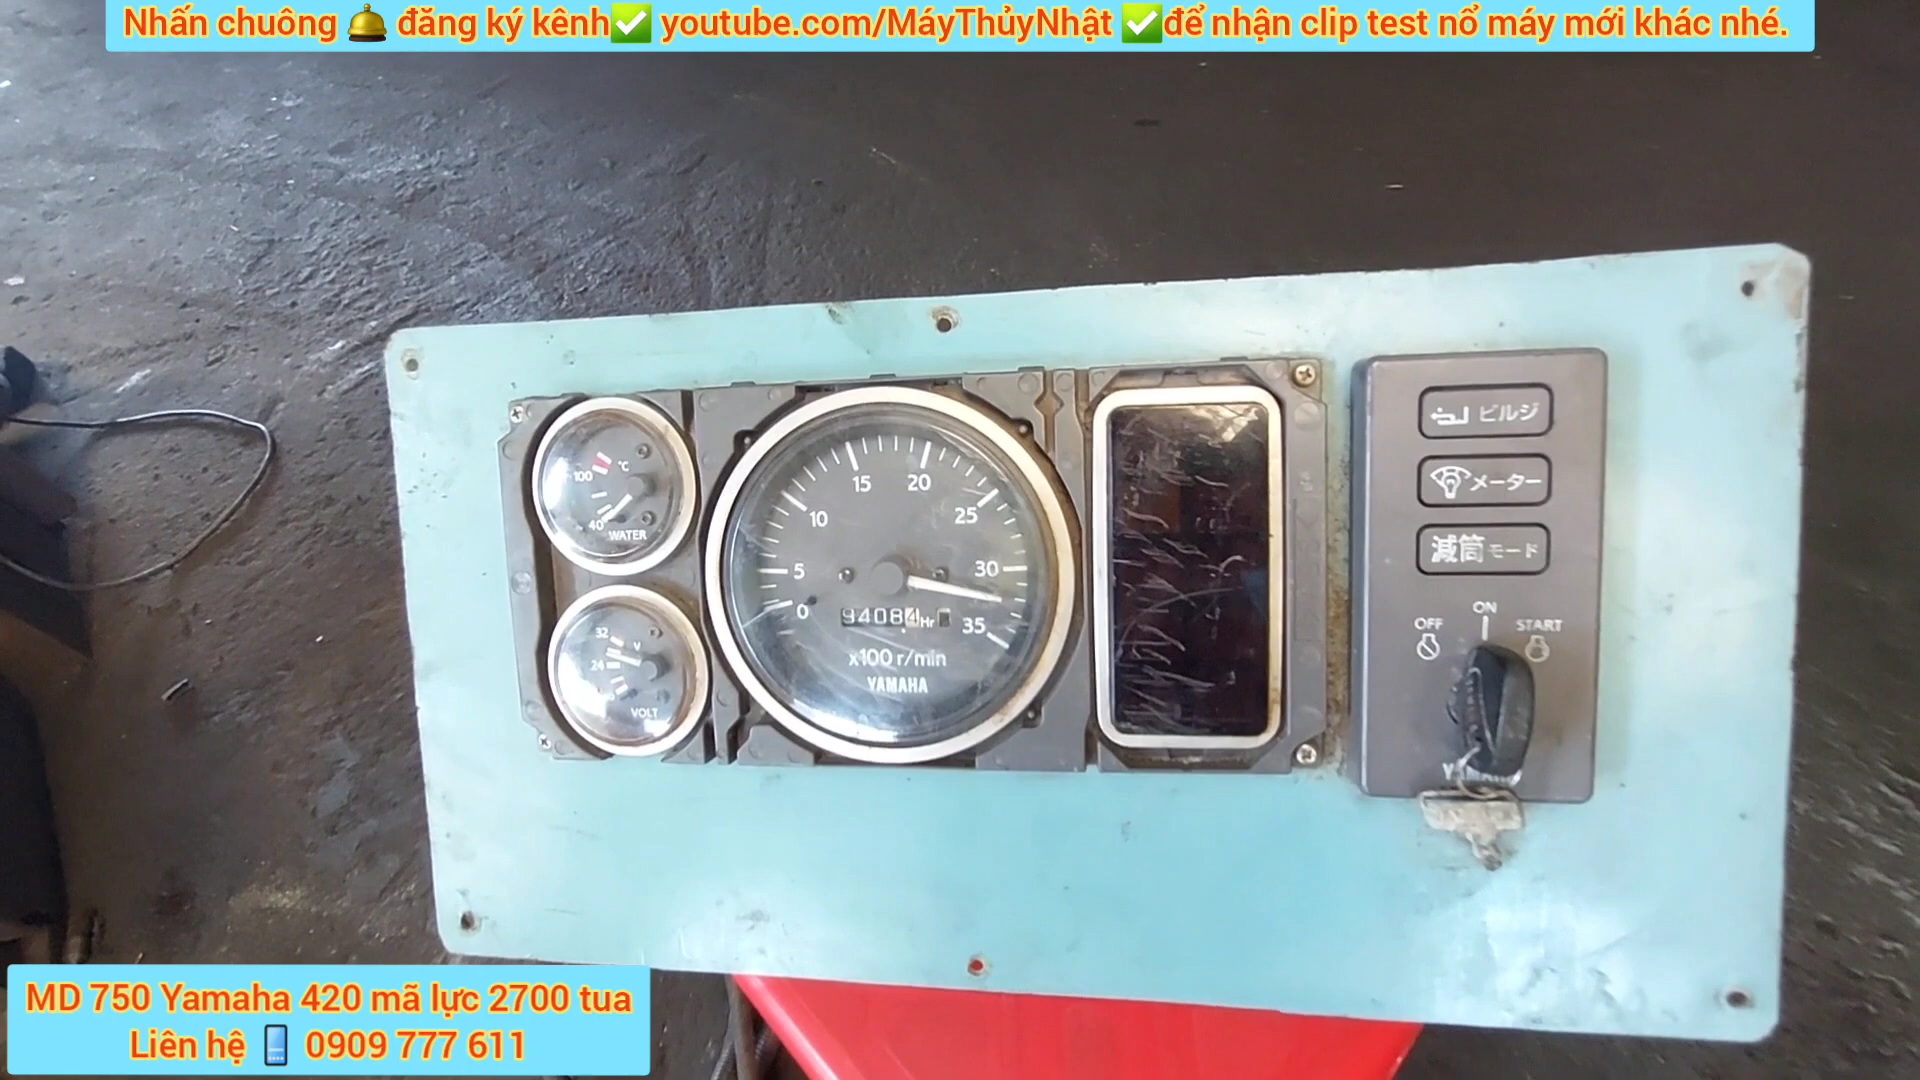 Nhấn chuông 🛎️ đăng ký kênh✅ youtube.com/MáyThủyNhật ✅để nhận clip test nổ máy mới khác nhé.
100
°C
40
WATER
32
V
24
VOLT
0
5
10
15
20
25
30
35
94084 Hr
x100 r/min
YAMAHA
ビルジ
メーター
減筒モード
OFF
ON
START
MD 750 Yamaha 420 mã lực 2700 tua
Liên hệ 📱 0909 777 611